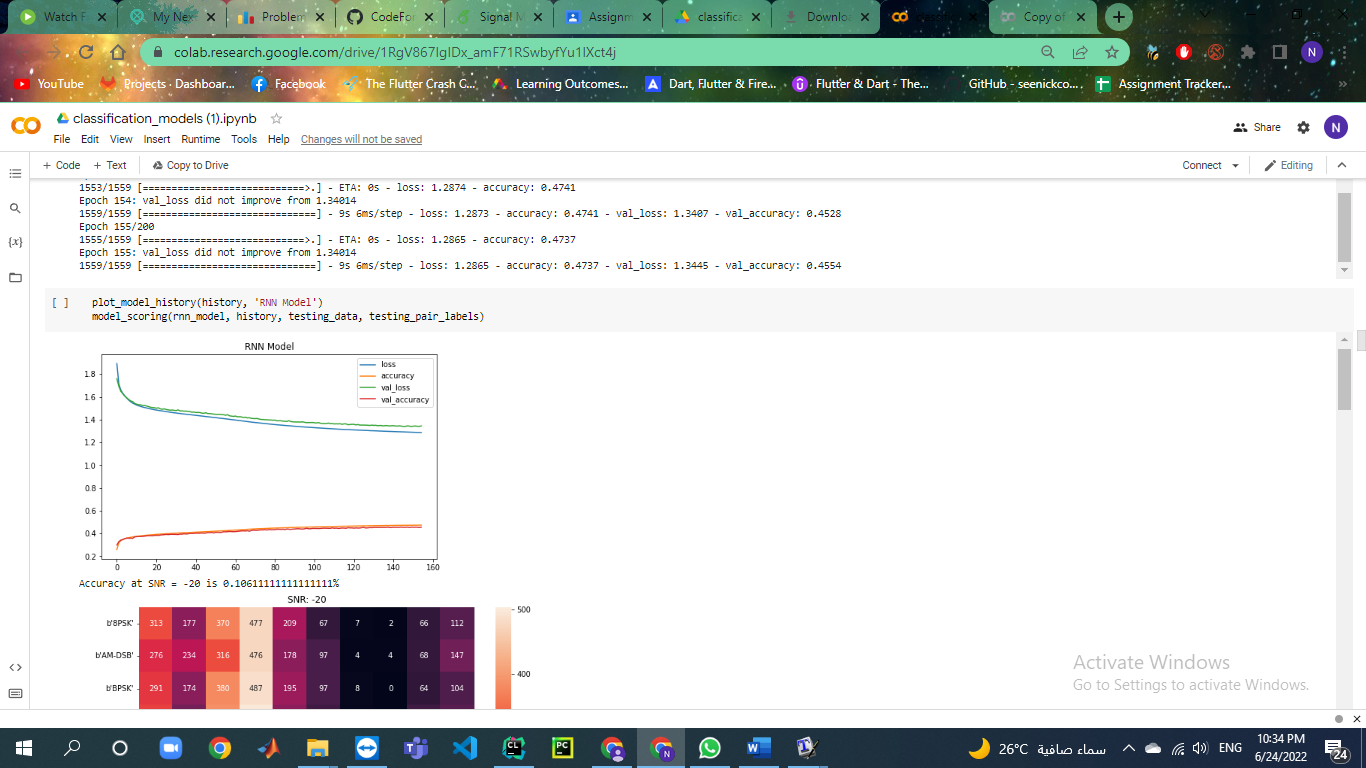 Watch F
My Nex
Problem
CodeFor
Signal M
Assignm
classifica
Downloa
Copy of
colab.research.google.com/drive/1RgV867IgIDx_amF71RSwbyfYu1IXct4j
N
YouTube
Projects · Dashboar...
Facebook
The Flutter Crash C...
Learning Outcomes...
Dart, Flutter & Fire...
Flutter & Dart - The...
GitHub - seenickco...
Assignment Tracker...
»
classification_models (1).ipynb
File Edit View Insert Runtime Tools Help Changes will not be saved
Share
N
+ Code + Text Copy to Drive
Connect
Editing
1553/1559 [============================>.] - ETA: 0s - loss: 1.2874 - accuracy: 0.4741
Epoch 154: val_loss did not improve from 1.34014
1559/1559 [==============================] - 9s 6ms/step - loss: 1.2873 - accuracy: 0.4741 - val_loss: 1.3407 - val_accuracy: 0.4528
Epoch 155/200
1555/1559 [============================>.] - ETA: 0s - loss: 1.2865 - accuracy: 0.4737
Epoch 155: val_loss did not improve from 1.34014
1559/1559 [==============================] - 9s 6ms/step - loss: 1.2865 - accuracy: 0.4737 - val_loss: 1.3445 - val_accuracy: 0.4554
[ ] plot_model_history(history, 'RNN Model')
model_scoring(rnn_model, history, testing_data, testing_pair_labels)
RNN Model
loss
accuracy
val_loss
val_accuracy
1.8
1.6
1.4
1.2
1.0
0.8
0.6
0.4
0.2
0 20 40 60 80 100 120 140 160
Accuracy at SNR = -20 is 0.10611111111111111%
SNR: -20
b'8PSK' 313 177 370 477 209 67 7 2 66 112
b'AM-DSB' 276 234 316 476 178 97 4 4 68 147
b'BPSK' 291 174 380 487 195 97 8 0 64 104
500
400
Activate Windows
Go to Settings to activate Windows.
26°C سماء صافية
ENG
10:34 PM
6/24/2022
24